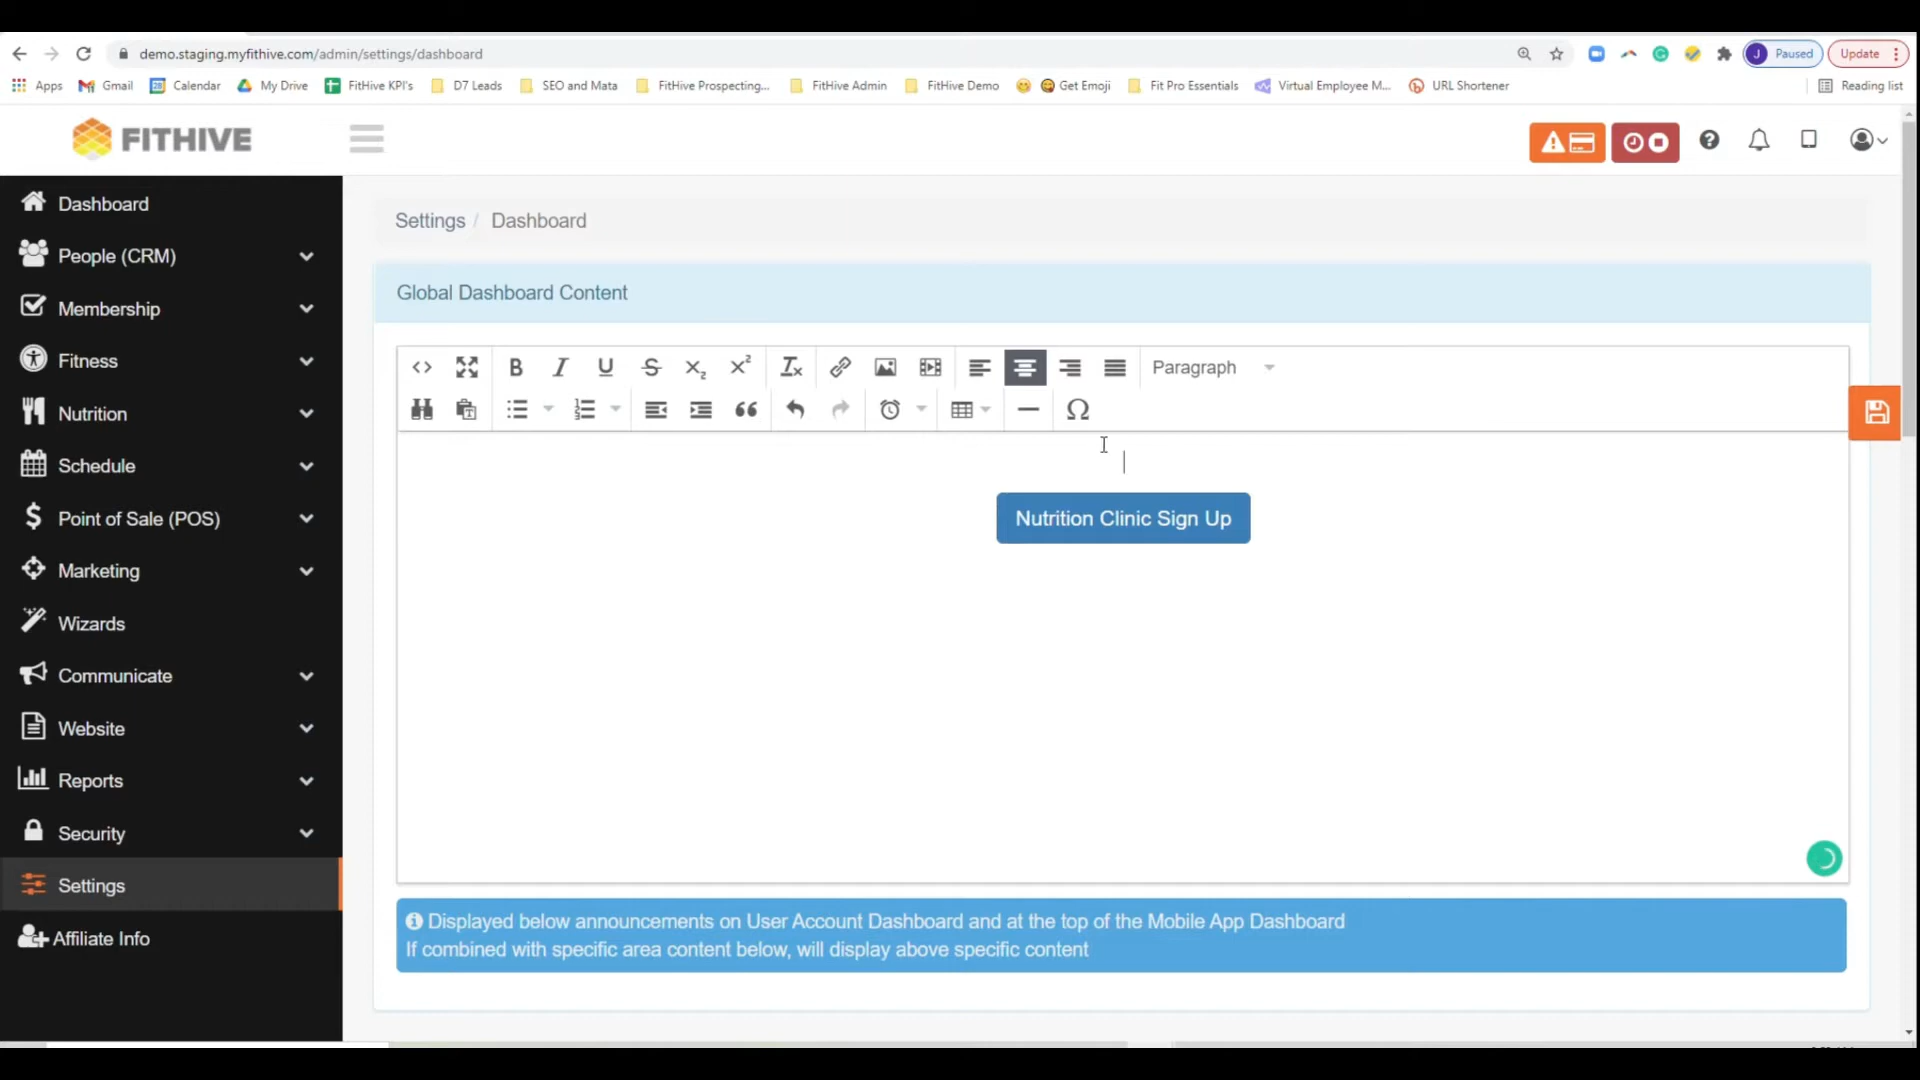 demo.staging.myfithive.com/admin/settings/dashboard
J Paused
Update
Apps Gmail Calendar My Drive FitHive KPI's D7 Leads SEO and Mata FitHive Prospecting... FitHive Admin FitHive Demo Get Emoji Fit Pro Essentials Virtual Employee M... URL Shortener Reading list
FITHIVE
Dashboard
People (CRM)
Membership
Fitness
Nutrition
Schedule
Point of Sale (POS)
Marketing
Wizards
Communicate
Website
Reports
Security
Settings
Affiliate Info
Settings / Dashboard
Global Dashboard Content
Paragraph
Nutrition Clinic Sign Up
Displayed below announcements on User Account Dashboard and at the top of the Mobile App Dashboard
If combined with specific area content below, will display above specific content